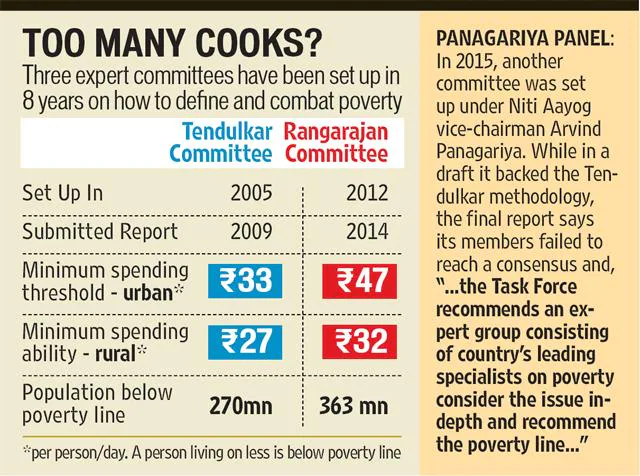 TOO MANY COOKS?
Three expert committees have been set up in
8 years on how to define and combat poverty
Tendulkar Rangarajan
Committee Committee
Set Up In 2005 2012
Submitted Report 2009 2014
Minimum spending
threshold - urban* ₹33 ₹47
Minimum spending
ability - rural* ₹27 ₹32
Population below
poverty line 270mn 363 mn
*per person/day. A person living on less is below poverty line
PANAGARIYA PANEL:
In 2015, another
committee was set
up under Niti Aayog
vice-chairman Arvind
Panagariya. While in a
draft it backed the Ten-
dulkar methodology,
the final report says
its members failed to
reach a consensus and,
“...the Task Force
recommends an ex-
pert group consisting
of country's leading
specialists on poverty
consider the issue in-
depth and recommend
the poverty line...”